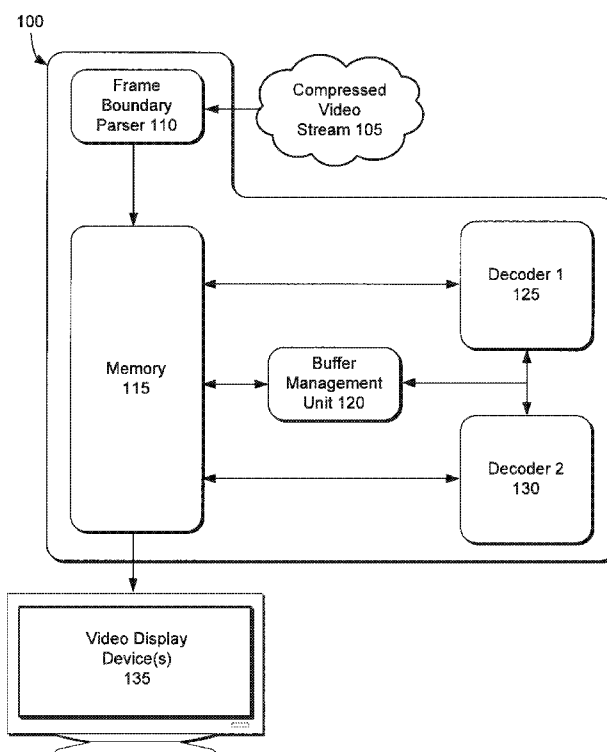 100
Frame
Boundary
Parser 110
Compressed
Video
Stream 105
Decoder 1
125
Memory
115
Buffer
Management
Unit 120
Decoder 2
130
Video Display
Device(s)
135